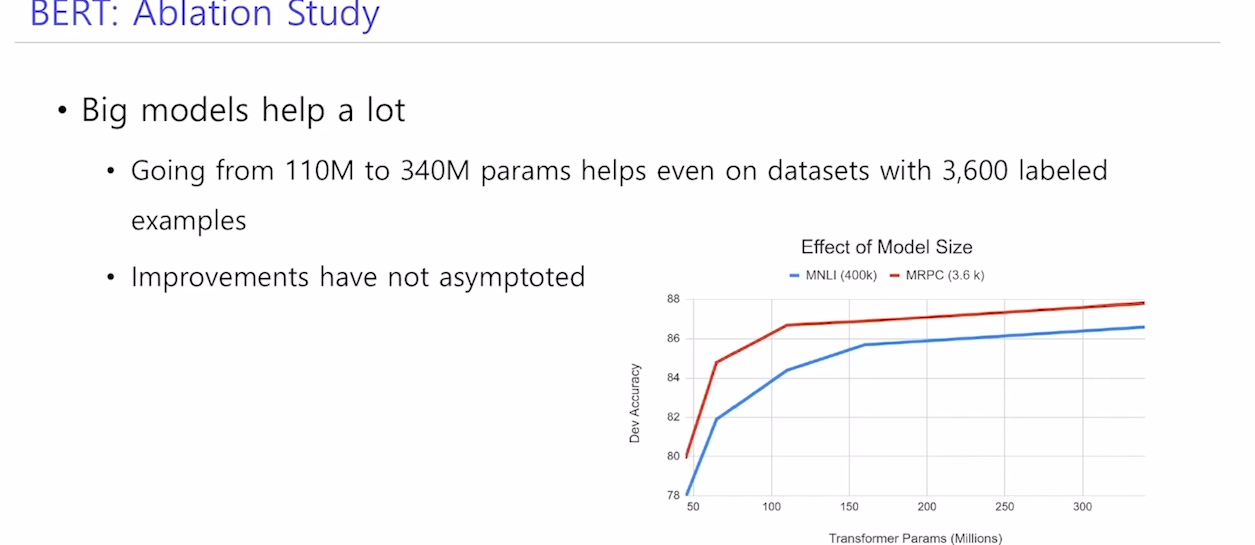 BERT: Ablation Study
• Big models help a lot
• Going from 110M to 340M params helps even on datasets with 3,600 labeled
examples
• Improvements have not asymptoted
Effect of Model Size
MNLI (400k) MRPC (3.6 k)
88
86
84
82
80
78
Dev Accuracy
50 100 150 200 250 300
Transformer Params (Millions)